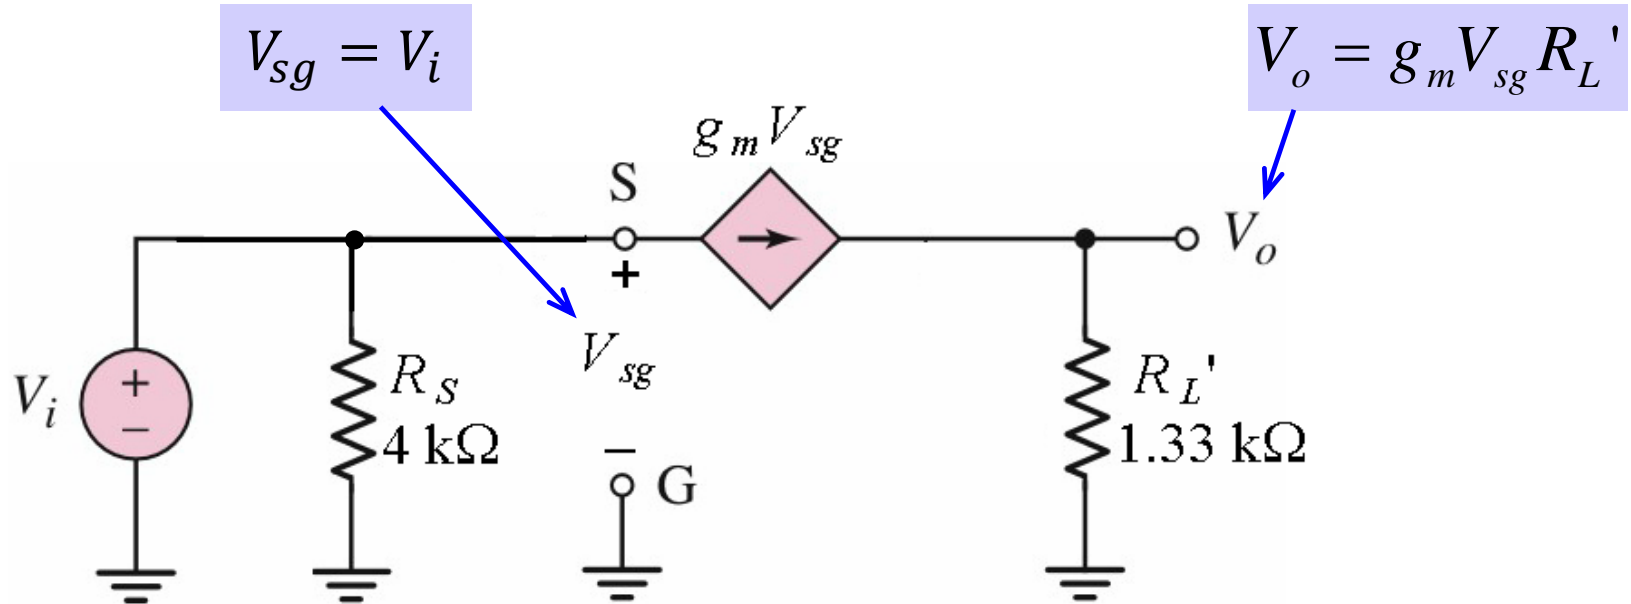 V_sg = V_i
V_o = g_m V_sg R_L'
g_m V_sg
S
+
V_o
V_sg
V_i
+
−
R_S
4 kΩ
R_L'
1.33 kΩ
−
G